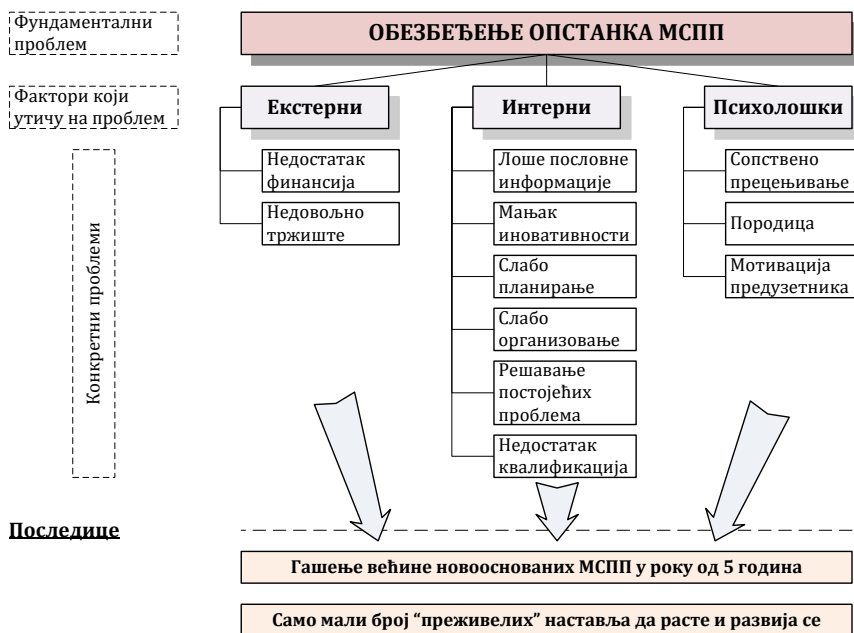 Фундаментални
проблем
ОБЕЗБЕЂЕЊЕ ОПСТАНКА МСПП
Фактори који
утичу на проблем
Екстерни
Интерни
Психолошки
Конкретни проблеми
Недостатак
финансија
Недовољно
тржиште
Лоше пословне
информације
Мањак
иновативности
Слабо
планирање
Слабо
организовање
Решавање
постојећих
проблема
Недостатак
квалификација
Сопствено
прецењивање
Породица
Мотивација
предузетника
Последице
Гашење већине новооснованих МСПП у року од 5 година
Само мали број “преживелих” наставља да расте и развија се